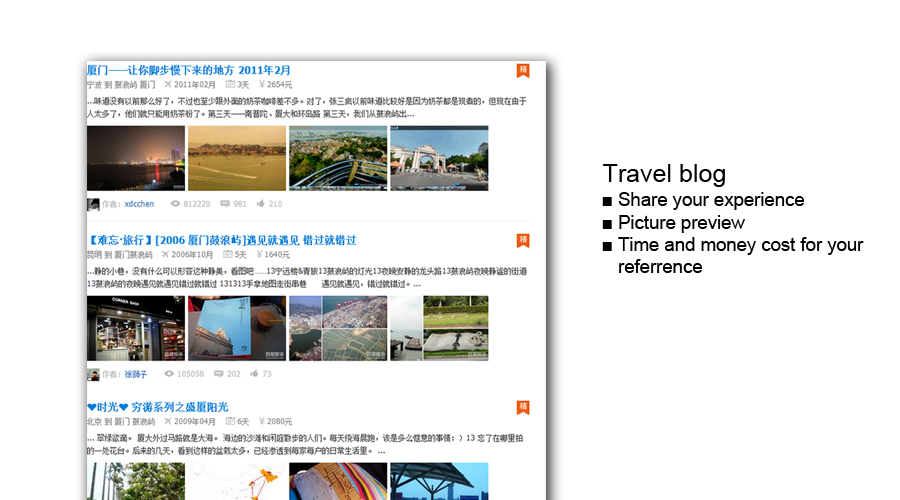 厦门——让你脚步慢下来的地方 2011年2月
精
宁波 到 鼓浪屿 厦门 2011年02月 3天 ¥2654元
...味道没有以前那么好了，不过也至少跟外面的奶茶咖啡差不多。对了，张三疯以前味道比较好是因为奶茶都是现煮的，但现在由于
人太多了，他们就只能用奶茶粉了。第三天——南普陀、厦大和环岛路 第三天，我们从鼓浪屿出...
作者：xdcchen 812220 981 210
【难忘·旅行】[2006 厦门鼓浪屿]遇见就遇见 错过就错过
精
昆明 到 厦门鼓浪屿 2006年10月 5天 ¥1640元
...静的小巷，没有什么可以形容这种静美，看图吧......13宁远楼&青旅13鼓浪屿的灯光13夜晚安静的龙头路13鼓浪屿夜晚静谧的街道
13鼓浪屿的夜晚遇见就遇见错过就错过 131313手拿地图走街串巷 遇见就遇见，错过就错过。...
CORNER SHOP
作者：徐狮子 105058 202 73
❤时光❤ 穷游系列之盛厦阳光
精
北京 到 厦门 鼓浪屿 2009年04月 6天 ¥2080元
... 翠绿欲滴。 厦大外过马路就是大海。 海边的沙滩和闲庭散步的人们。每天绕海晨跑，该是多么惬意的事情：）13 忘了在哪里拍
的一处花台。后来的几天，看到这样的盆栽太多，已经渗透到每家每户的日常生活里。 ...
Travel blog
■ Share your experience
■ Picture preview
■ Time and money cost for your
referrence